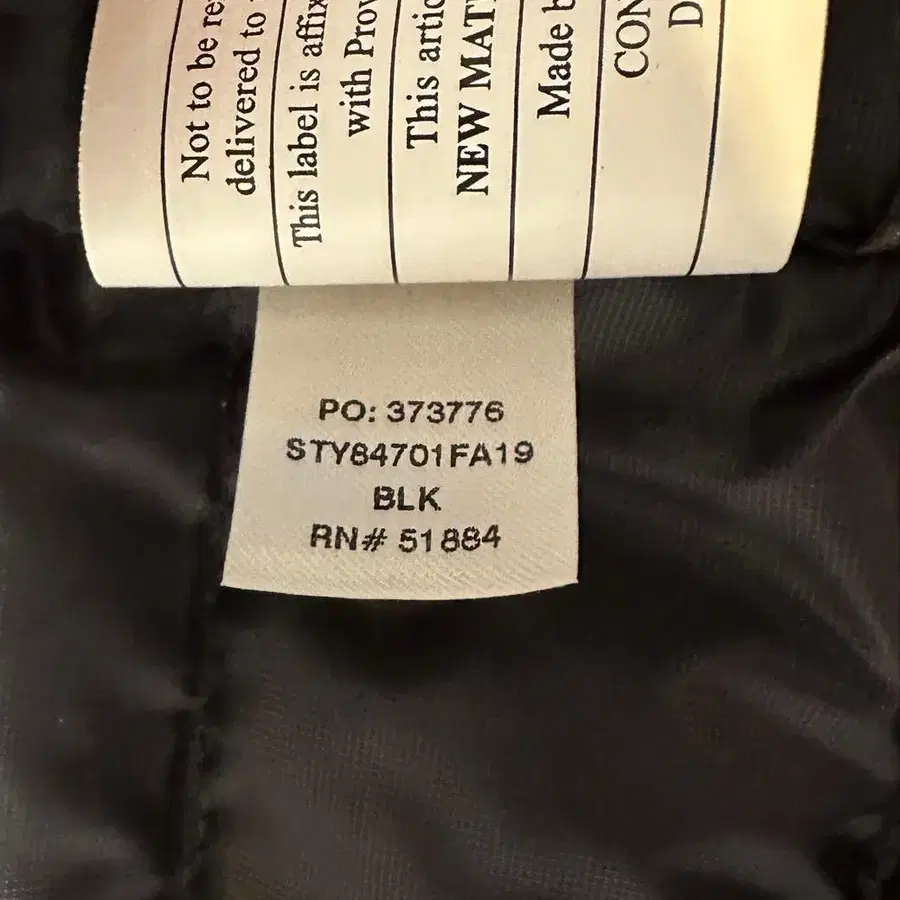 Not to be re
delivered to
This label is affix
with Prov
This artic
NEW MAT
Made b
CON
D
PO: 373776
STY84701FA19
BLK
RN# 51884